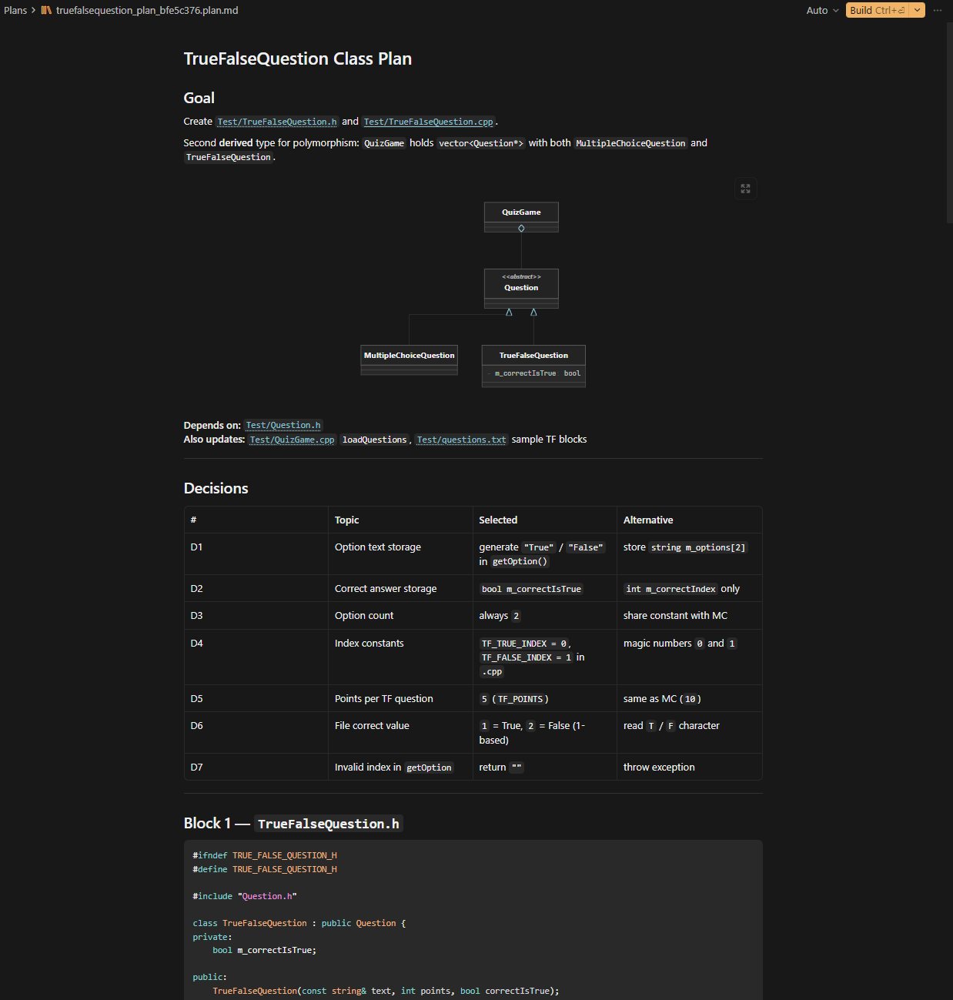 Plans > truefalsequestion_plan_bfe5c376.plan.md
Auto
Build Ctrl+⏎
TrueFalseQuestion Class Plan
Goal
Create Test/TrueFalseQuestion.h and Test/TrueFalseQuestion.cpp.
Second derived type for polymorphism: QuizGame holds vector<Question*> with both MultipleChoiceQuestion and
TrueFalseQuestion.
QuizGame
<<abstract>>
Question
MultipleChoiceQuestion
TrueFalseQuestion
- m_correctIsTrue bool
Depends on: Test/Question.h
Also updates: Test/QuizGame.cpp loadQuestions, Test/questions.txt sample TF blocks
Decisions
# Topic Selected Alternative
D1 Option text storage generate "True" / "False" store string m_options[2]
in getOption()
D2 Correct answer storage bool m_correctIsTrue int m_correctIndex only
D3 Option count always 2 share constant with MC
D4 Index constants TF_TRUE_INDEX = 0, magic numbers 0 and 1
TF_FALSE_INDEX = 1 in
.cpp
D5 Points per TF question 5 (TF_POINTS) same as MC (10)
D6 File correct value 1 = True, 2 = False (1-
based) read T / F character
D7 Invalid index in getOption return "" throw exception
Block 1 — TrueFalseQuestion.h
#ifndef TRUE_FALSE_QUESTION_H
#define TRUE_FALSE_QUESTION_H
#include "Question.h"
class TrueFalseQuestion : public Question {
private:
bool m_correctIsTrue;
public:
TrueFalseQuestion(const string& text, int points, bool correctIsTrue);